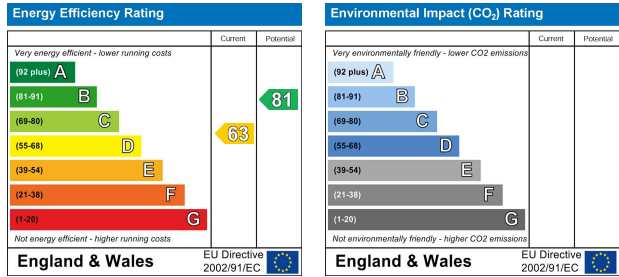 Energy Efficiency Rating
Current Potential
Very energy efficient - lower running costs
(92 plus) A
(81-91) B
81
(69-80) C
(55-68) D
63
(39-54) E
(21-38) F
(1-20) G
Not energy efficient - higher running costs
England & Wales
EU Directive
2002/91/EC
Environmental Impact (CO₂) Rating
Current Potential
Very environmentally friendly - lower CO2 emissions
(92 plus) A
(81-91) B
(69-80) C
(55-68) D
(39-54) E
(21-38) F
(1-20) G
Not environmentally friendly - higher CO2 emissions
England & Wales
EU Directive
2002/91/EC